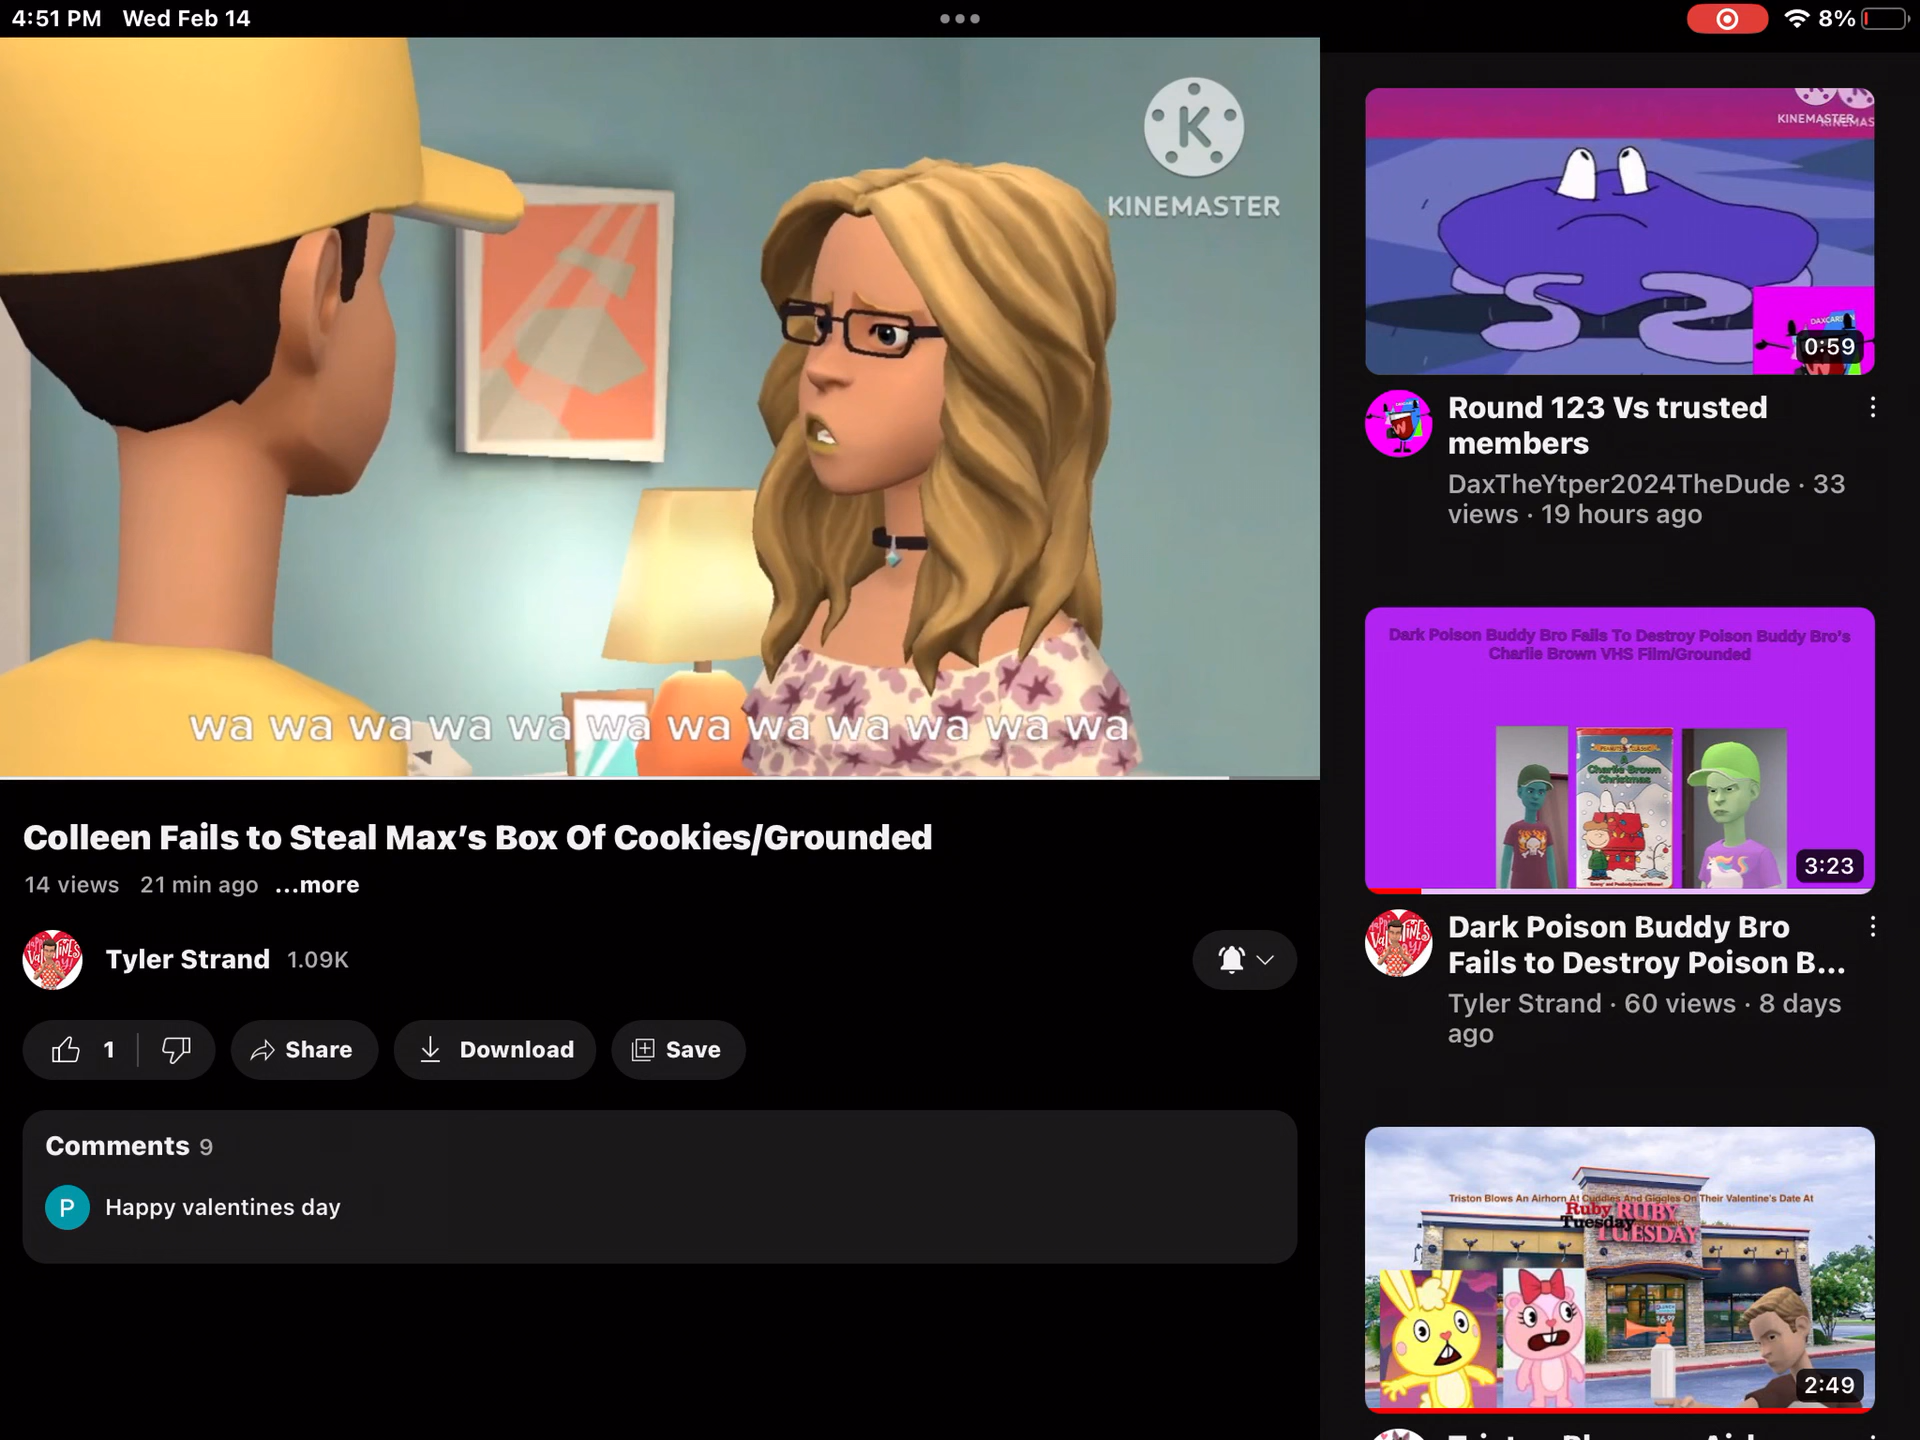 4:51 PM Wed Feb 14
8%
K
KINEMASTER
wa wa wa wa wa wa wa wa wa wa wa wa
Colleen Fails to Steal Max’s Box Of Cookies/Grounded
14 views 21 min ago ...more
Tyler Strand 1.09K
1
Share
Download
Save
Comments 9
P
Happy valentines day
KINEMASTER
0:59
Round 123 Vs trusted
members
DaxTheYtper2024TheDude · 33
views · 19 hours ago
Dark Poison Buddy Bro Fails To Destroy Poison Buddy Bro's
Charlie Brown VHS Film/Grounded
A
Charlie Brown
Christmas
3:23
Dark Poison Buddy Bro
Fails to Destroy Poison B...
Tyler Strand · 60 views · 8 days
ago
Triston Blows An Airhorn At Cuddles And Giggles On Their Valentine's Date At
Ruby
Tuesday
RUBY
TUESDAY
2:49